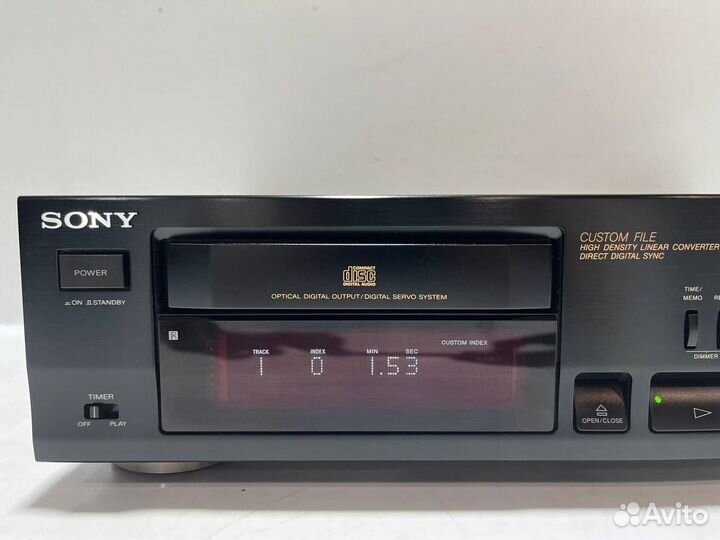 SONY
CUSTOM FILE
HIGH DENSITY LINEAR CONVERTER
DIRECT DIGITAL SYNC
POWER
ON STANDBY
COMPACT
disc
DIGITAL AUDIO
OPTICAL DIGITAL OUTPUT/DIGITAL SERVO SYSTEM
TIME/
MEMO
DIMMER
R
CUSTOM INDEX
TRACK INDEX MIN SEC
1 0 1.53
TIMER
OFF PLAY
OPEN/CLOSE
Avito